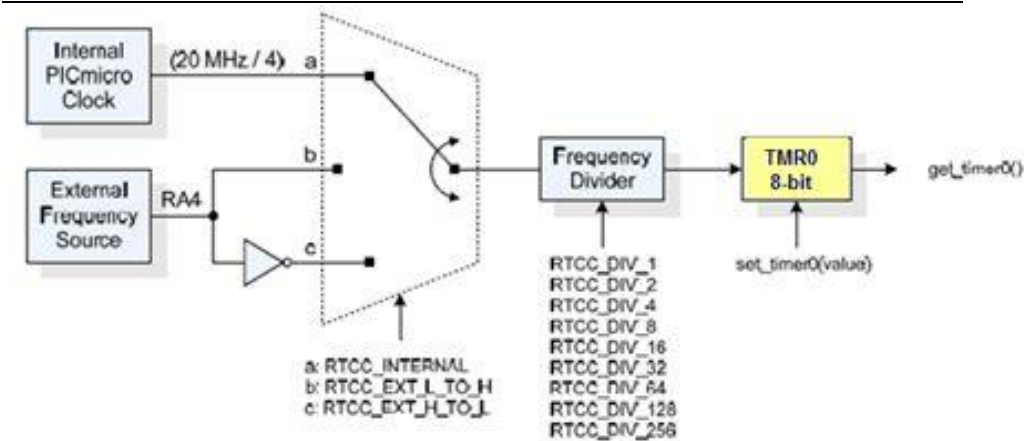 Internal
PICmicro
Clock
(20 MHz / 4)
a
b
External
Frequency
Source
RA4
c
Frequency
Divider
TMR0
8-bit
get_timer0()
set_timer0(value)
a: RTCC_INTERNAL
b: RTCC_EXT_L_TO_H
c: RTCC_EXT_H_TO_L
RTCC_DIV_1
RTCC_DIV_2
RTCC_DIV_4
RTCC_DIV_8
RTCC_DIV_16
RTCC_DIV_32
RTCC_DIV_64
RTCC_DIV_128
RTCC_DIV_256